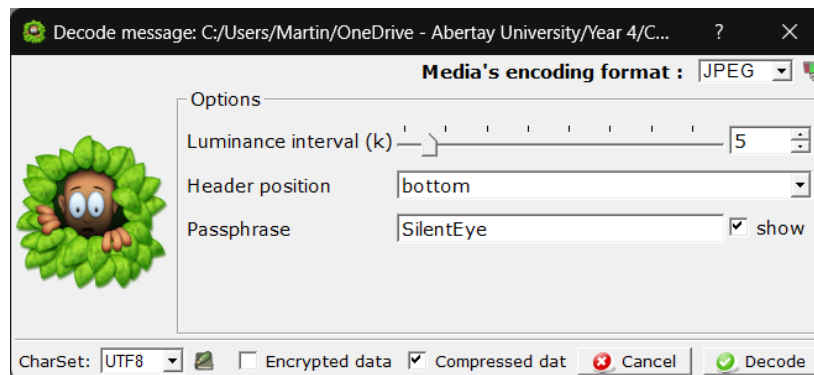 Decode message: C:/Users/Martin/OneDrive - Abertay University/Year 4/C... ? ×
Media's encoding format : JPEG
Options
Luminance interval (k) 5
Header position bottom
Passphrase SilentEye show
CharSet: UTF8 Encrypted data Compressed dat Cancel Decode